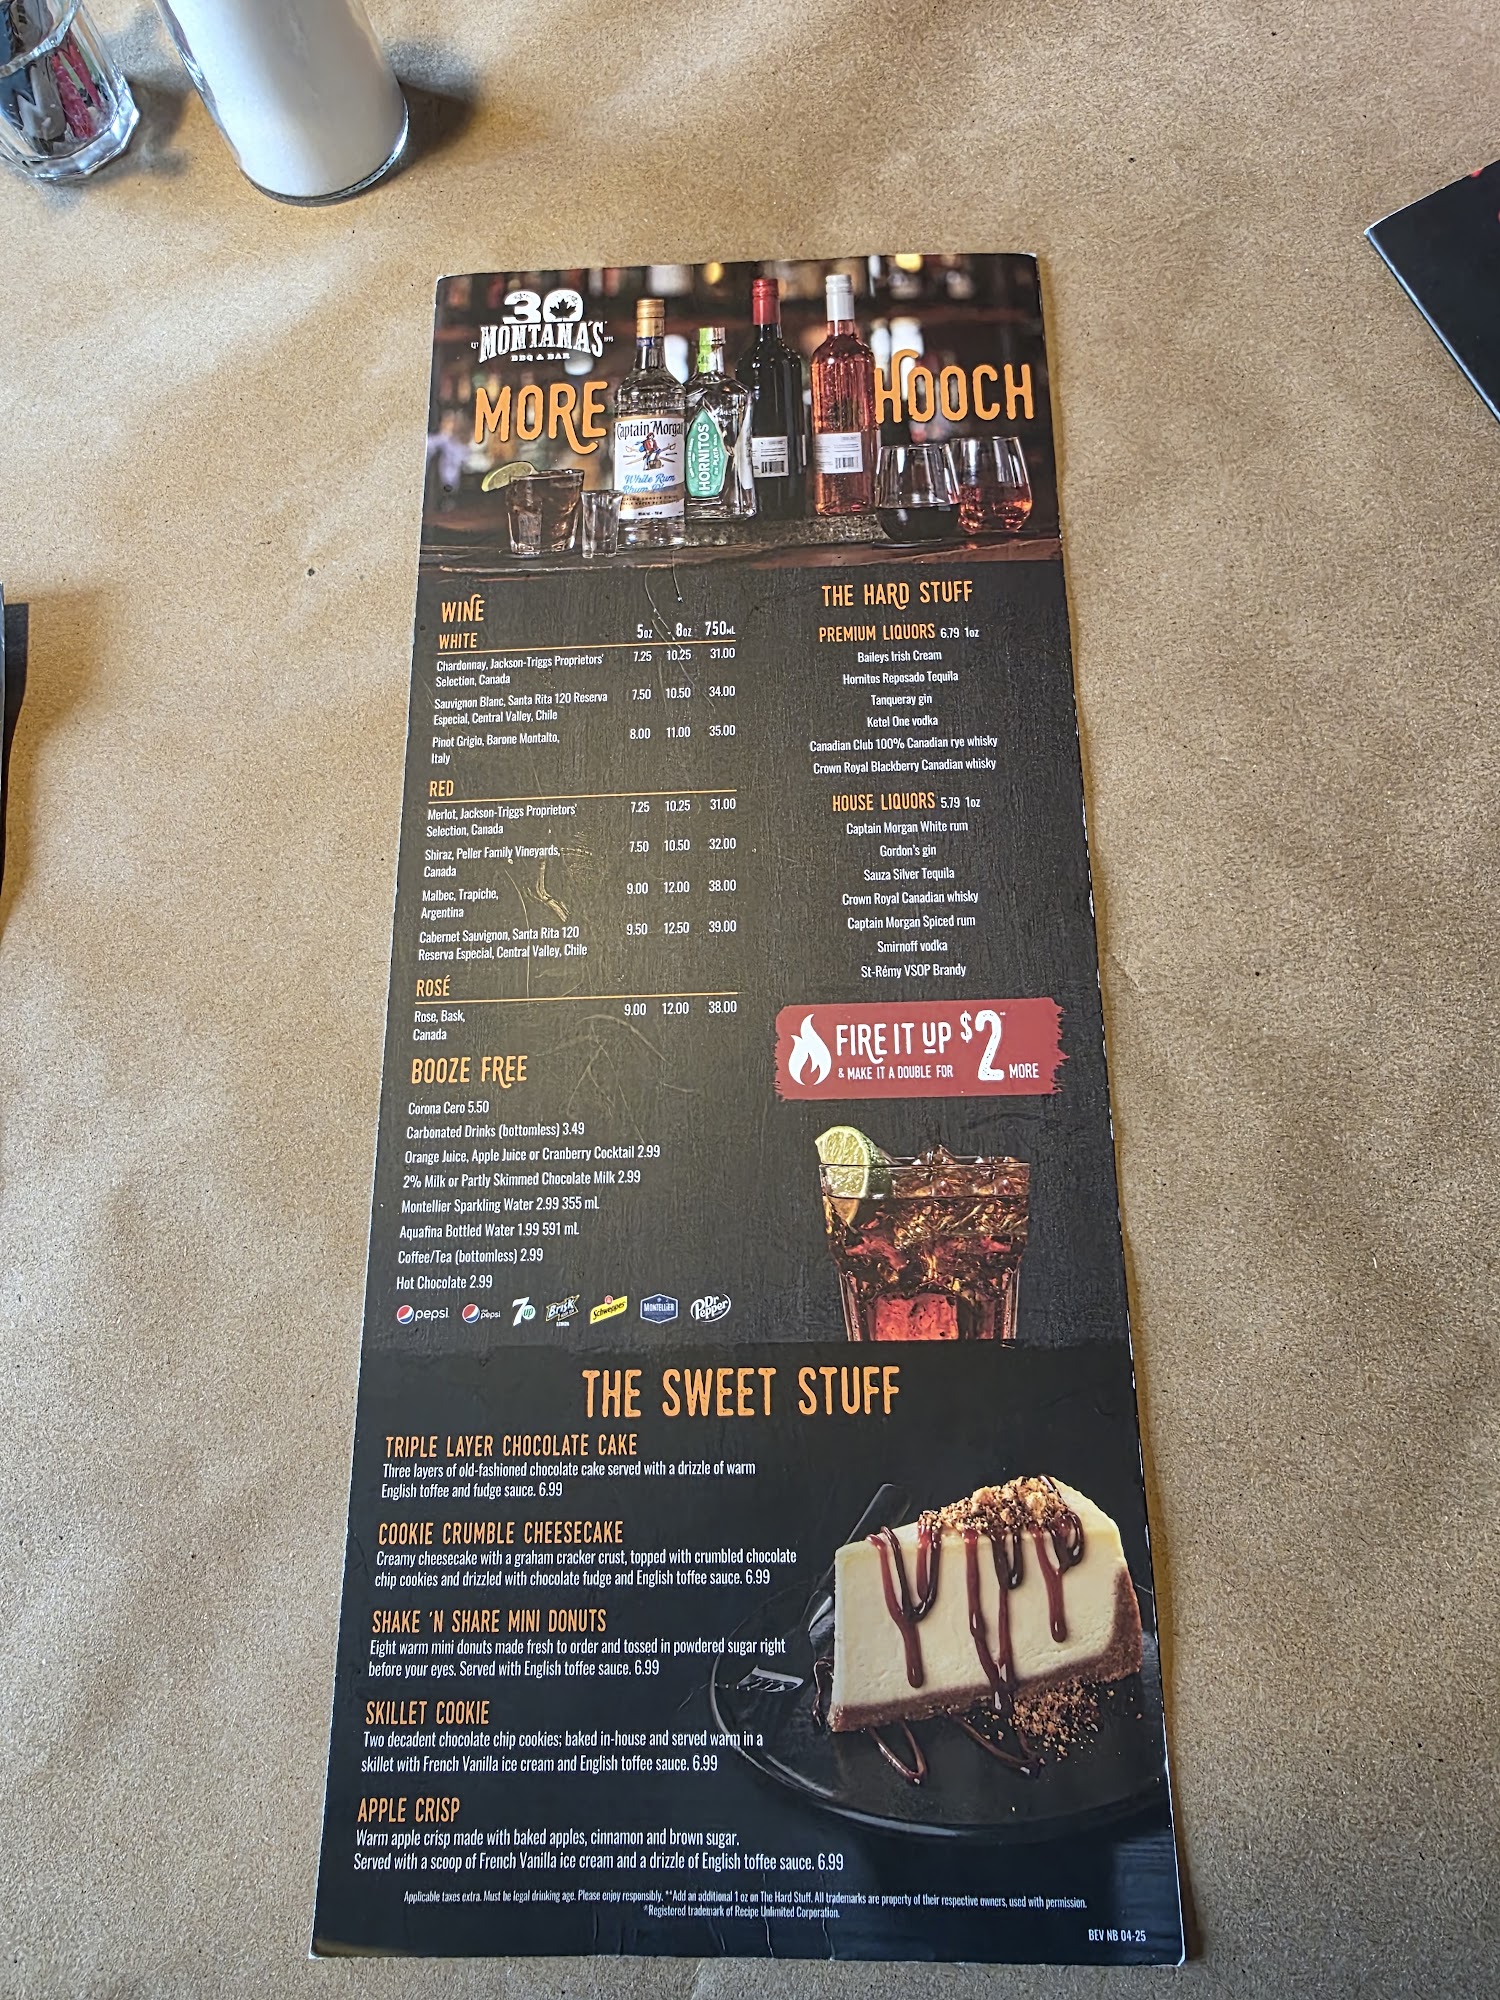 30
MONTANA'S
EST 1995
BBQ & BAR
MORE HOOCH
Captain Morgan
White Rum
HORNITOS
WINE
WHITE 5oz 8oz 750mL
Chardonnay, Jackson-Triggs Proprietors' 7.25 10.25 31.00
Selection, Canada
Sauvignon Blanc, Santa Rita 120 Reserva 7.50 10.50 34.00
Especial, Central Valley, Chile
Pinot Grigio, Barone Montalto, 8.00 11.00 35.00
Italy
RED
Merlot, Jackson-Triggs Proprietors' 7.25 10.25 31.00
Selection, Canada
Shiraz, Peller Family Vineyards, 7.50 10.50 32.00
Canada
Malbec, Trapiche, 9.00 12.00 38.00
Argentina
Cabernet Sauvignon, Santa Rita 120 9.50 12.50 39.00
Reserva Especial, Central Valley, Chile
ROSÉ
Rose, Bask, 9.00 12.00 38.00
Canada
BOOZE FREE
Corona Cero 5.50
Carbonated Drinks (bottomless) 3.49
Orange Juice, Apple Juice or Cranberry Cocktail 2.99
2% Milk or Partly Skimmed Chocolate Milk 2.99
Montellier Sparkling Water 2.99 355 mL
Aquafina Bottled Water 1.99 591 mL
Coffee/Tea (bottomless) 2.99
Hot Chocolate 2.99
pepsi pepsi 7up Brisk Schweppes MONTELLIER Dr Pepper
THE HARD STUFF
PREMIUM LIQUORS 6.79 1oz
Baileys Irish Cream
Hornitos Reposado Tequila
Tanqueray gin
Ketel One vodka
Canadian Club 100% Canadian rye whisky
Crown Royal Blackberry Canadian whisky
HOUSE LIQUORS 5.79 1oz
Captain Morgan White rum
Gordon's gin
Sauza Silver Tequila
Crown Royal Canadian whisky
Captain Morgan Spiced rum
Smirnoff vodka
St-Rémy VSOP Brandy
FIRE IT UP $2**
& MAKE IT A DOUBLE FOR MORE
THE SWEET STUFF
TRIPLE LAYER CHOCOLATE CAKE
Three layers of old-fashioned chocolate cake served with a drizzle of warm
English toffee and fudge sauce. 6.99
COOKIE CRUMBLE CHEESECAKE
Creamy cheesecake with a graham cracker crust, topped with crumbled chocolate
chip cookies and drizzled with chocolate fudge and English toffee sauce. 6.99
SHAKE 'N SHARE MINI DONUTS
Eight warm mini donuts made fresh to order and tossed in powdered sugar right
before your eyes. Served with English toffee sauce. 6.99
SKILLET COOKIE
Two decadent chocolate chip cookies; baked in-house and served warm in a
skillet with French Vanilla ice cream and English toffee sauce. 6.99
APPLE CRISP
Warm apple crisp made with baked apples, cinnamon and brown sugar.
Served with a scoop of French Vanilla ice cream and a drizzle of English toffee sauce. 6.99
Applicable taxes extra. Must be legal drinking age. Please enjoy responsibly. **Add an additional 1 oz on The Hard Stuff. All trademarks are property of their respective owners, used with permission.
*Registered trademark of Recipe Unlimited Corporation.
BEV NB 04-25